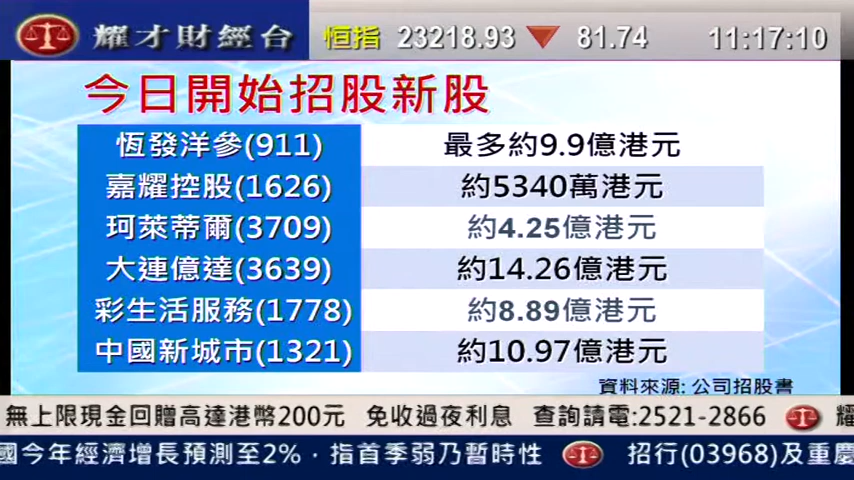 耀才財經台
恒指 23218.93 81.74 11:17:10
今日開始招股新股
恆發洋參(911) 最多約9.9億港元
嘉耀控股(1626) 約5340萬港元
珂萊蒂爾(3709) 約4.25億港元
大連億達(3639) 約14.26億港元
彩生活服務(1778) 約8.89億港元
中國新城市(1321) 約10.97億港元
資料來源: 公司招股書
無上限現金回贈高達港幣200元 免收過夜利息 查詢請電:2521-2866 耀
國今年經濟增長預測至2%，指首季弱乃暫時性 招行(03968)及重慶